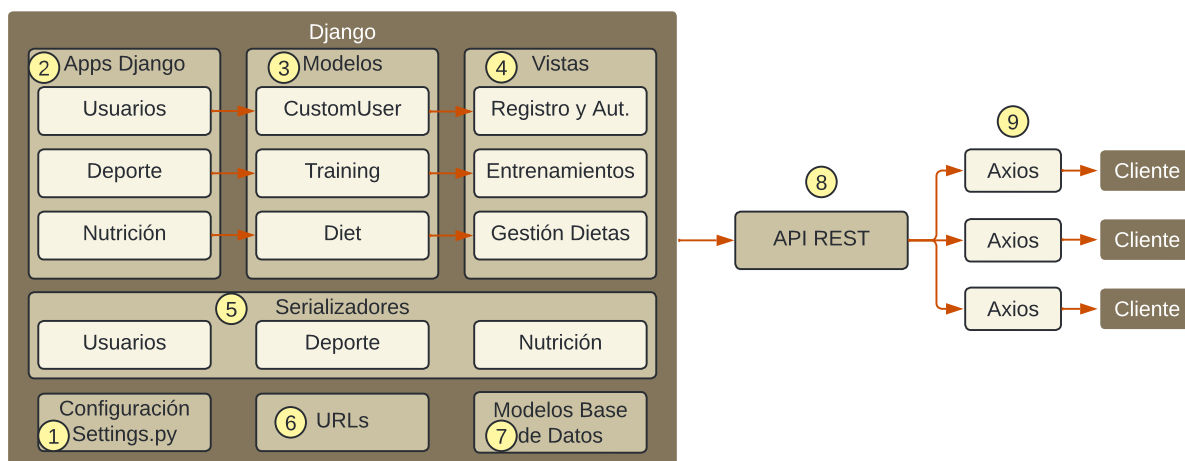 Django
2 Apps Django
3 Modelos
4 Vistas
Usuarios
CustomUser
Registro y Aut.
Deporte
Training
Entrenamientos
Nutrición
Diet
Gestión Dietas
5 Serializadores
Usuarios
Deporte
Nutrición
Configuración
1 Settings.py
6 URLs
Modelos Base
7 de Datos
8
API REST
9
Axios
Cliente
Axios
Cliente
Axios
Cliente